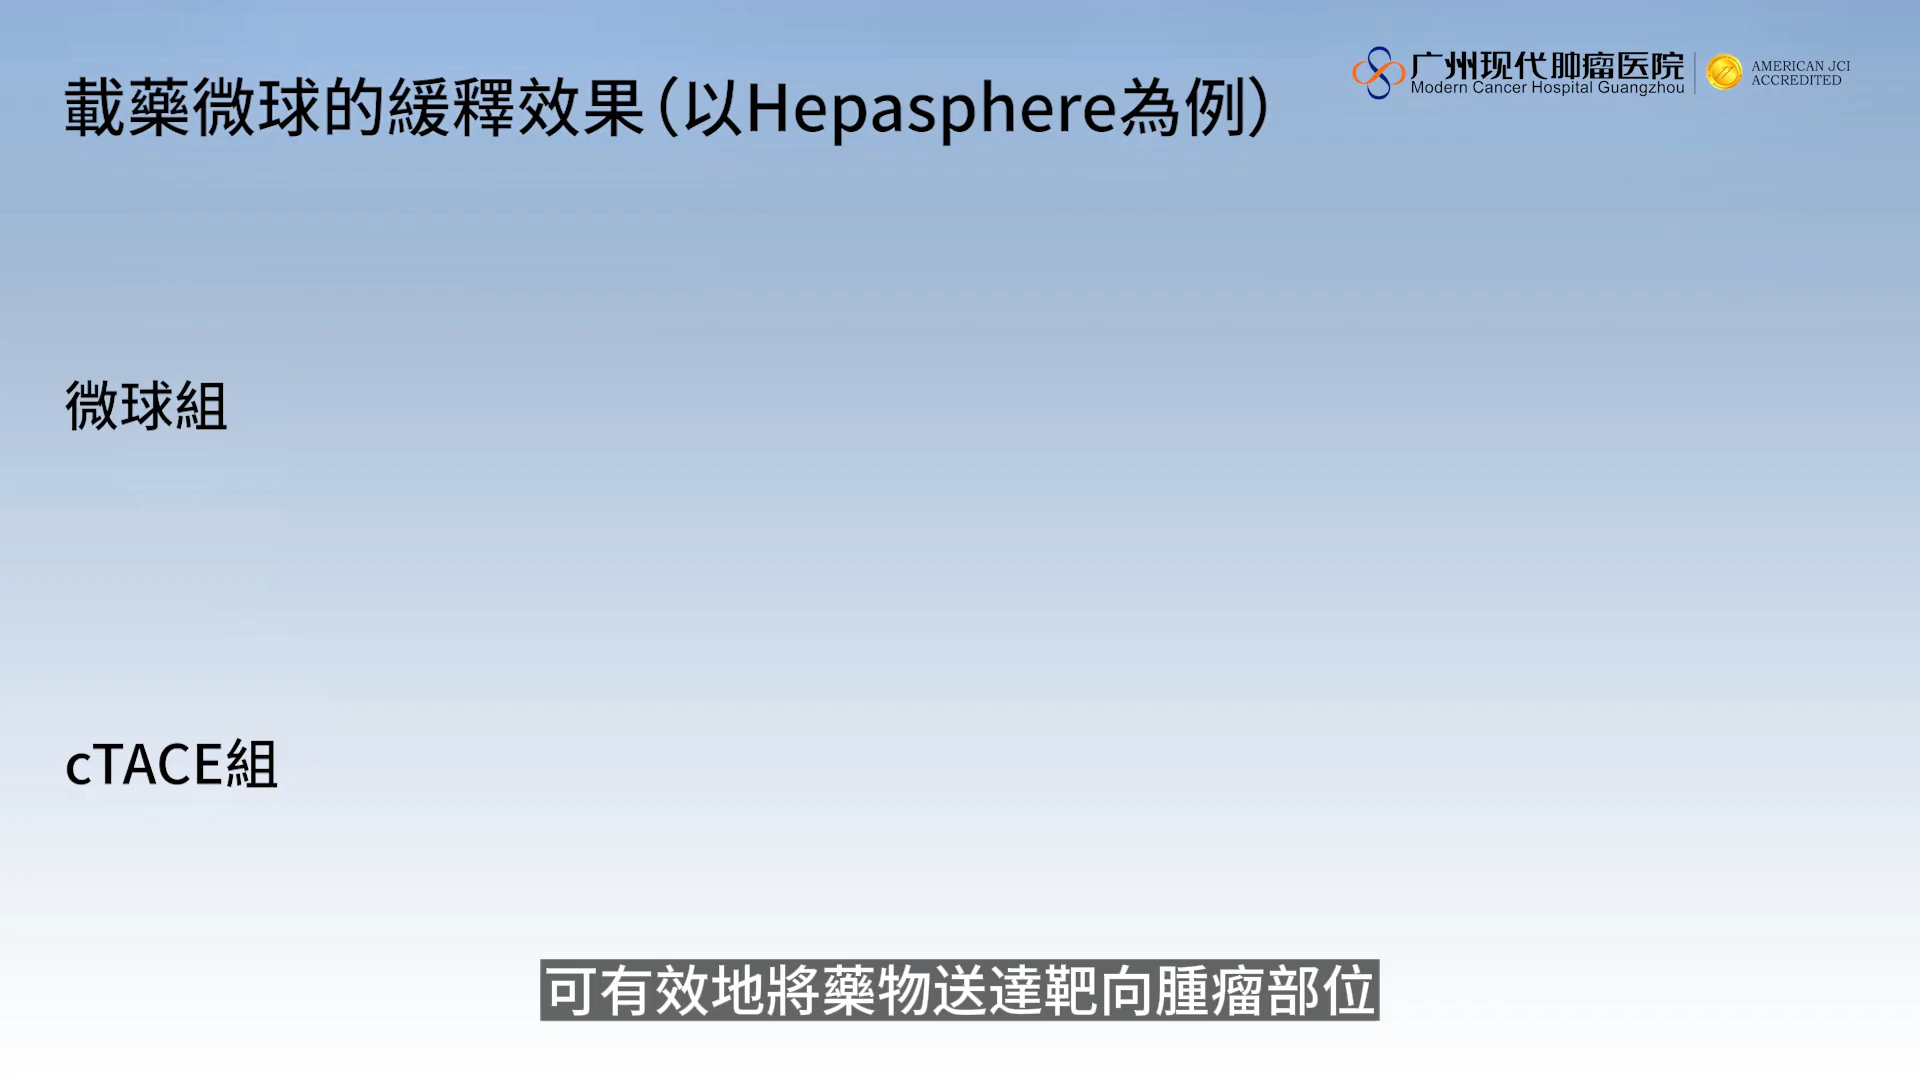 載藥微球的緩釋效果(以Hepasphere為例)
广州现代肿瘤医院
Modern Cancer Hospital Guangzhou
AMERICAN JCI
ACCREDITED
微球組
cTACE組
可有效地將藥物送達靶向腫瘤部位